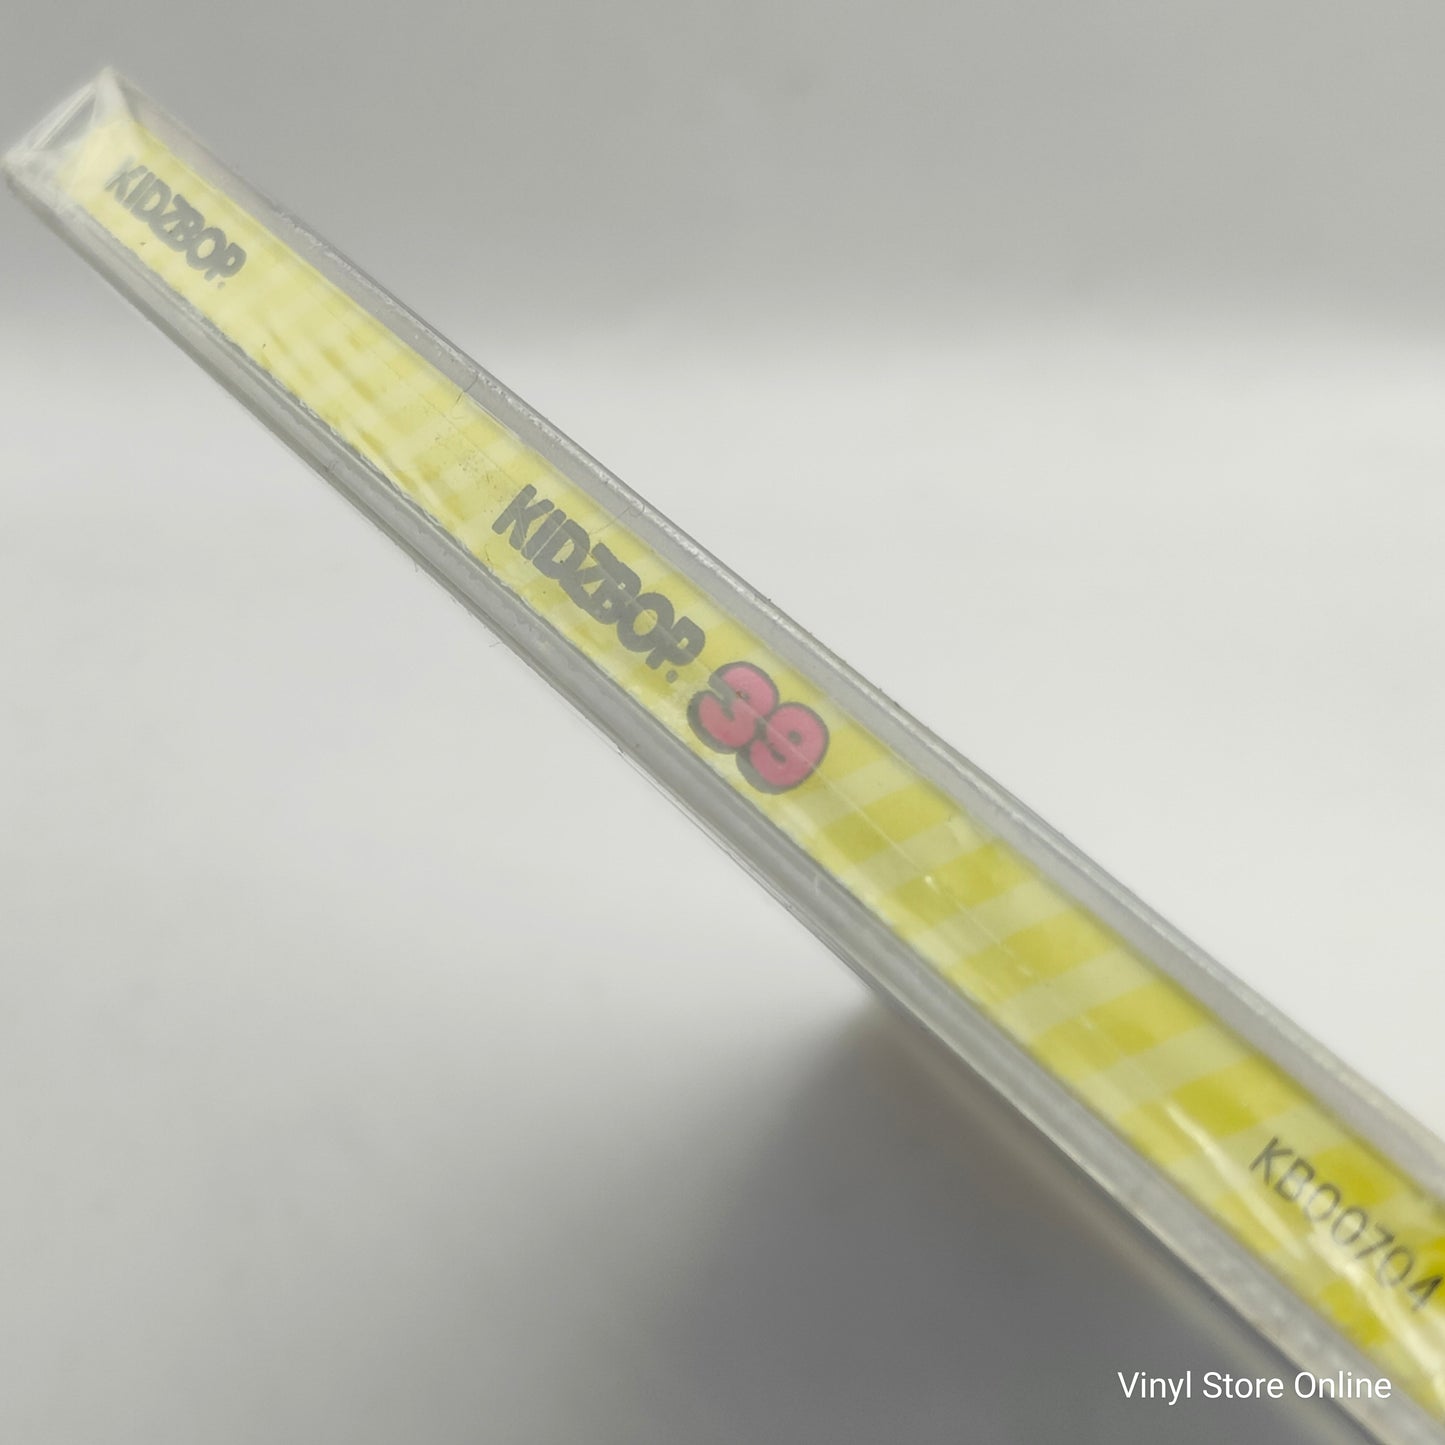 KIDZBOP.
KIDZBOP. 39
KB00704
Vinyl Store Online